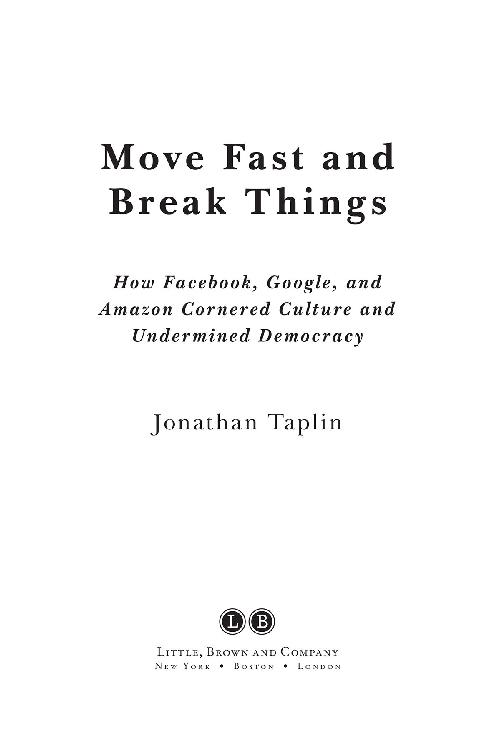 Move Fast and
Break Things
How Facebook, Google, and
Amazon Cornered Culture and
Undermined Democracy
Jonathan Taplin
L B
Little, Brown and Company
New York • Boston • London